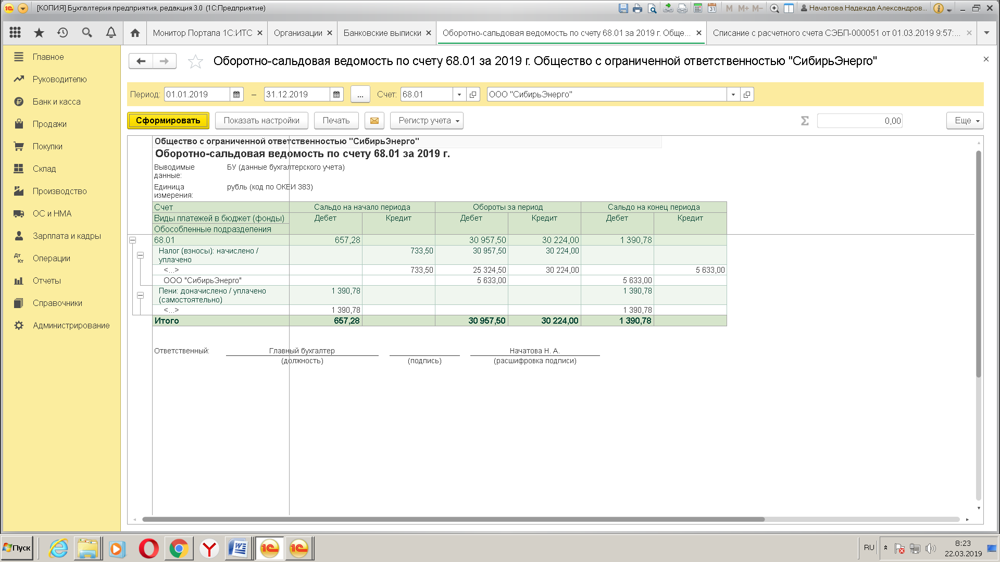 [КОПИЯ] Бухгалтерия предприятия, редакция 3.0 (1С:Предприятие)
M M+ M− Начатова Надежда Александров...
Монитор Портала 1С:ИТС
Организации
Банковские выписки
Оборотно-сальдовая ведомость по счету 68.01 за 2019 г. Обще...
Списание с расчетного счета СЭБП-000051 от 01.03.2019 9:57:...
Главное
Руководителю
Банк и касса
Продажи
Покупки
Склад
Производство
ОС и НМА
Зарплата и кадры
Операции
Отчеты
Справочники
Администрирование
Оборотно-сальдовая ведомость по счету 68.01 за 2019 г. Общество с ограниченной ответственностью "СибирьЭнерго"
Период: 01.01.2019 – 31.12.2019 ... Счет: 68.01 ООО "СибирьЭнерго"
Сформировать Показать настройки Печать Регистр учета Σ 0,00 Еще
Общество с ограниченной ответственностью "СибирьЭнерго"
Оборотно-сальдовая ведомость по счету 68.01 за 2019 г.
Выводимые данные: БУ (данные бухгалтерского учета)
Единица измерения: рубль (код по ОКЕИ 383)
Счет Сальдо на начало периода Обороты за период Сальдо на конец периода
Виды платежей в бюджет (фонды) Дебет Кредит Дебет Кредит Дебет Кредит
Обособленные подразделения
68.01 657,28 30 957,50 30 224,00 1 390,78
Налог (взносы): начислено / уплачено 733,50 30 957,50 30 224,00
<...> 733,50 25 324,50 30 224,00 5 633,00
ООО "СибирьЭнерго" 5 633,00 5 633,00
Пени: доначислено / уплачено (самостоятельно) 1 390,78 1 390,78
<...> 1 390,78 1 390,78
Итого 657,28 30 957,50 30 224,00 1 390,78
Ответственный: Главный бухгалтер Начатова Н. А.
(должность) (подпись) (расшифровка подписи)
Пуск
RU
8:23
22.03.2019